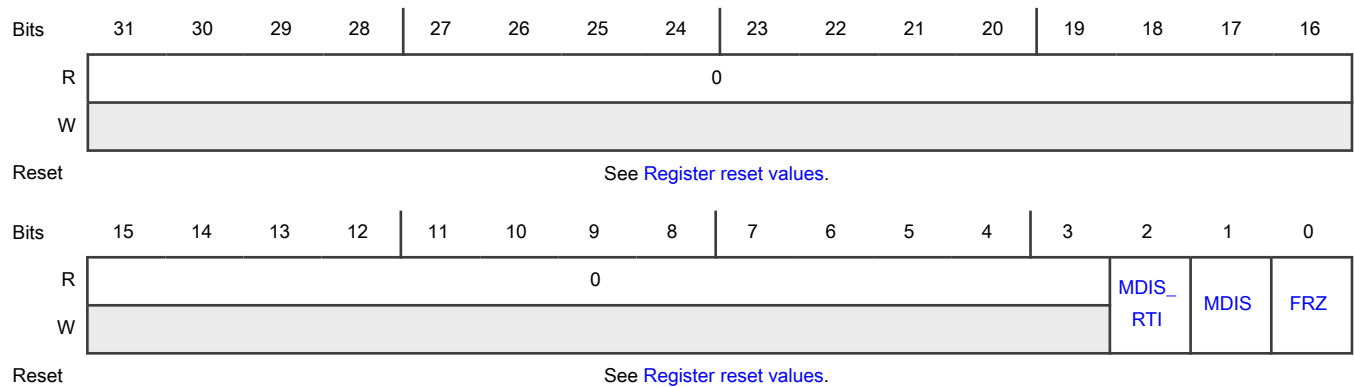 Bits 31 30 29 28 27 26 25 24 23 22 21 20 19 18 17 16
R 0
W
Reset See Register reset values.
Bits 15 14 13 12 11 10 9 8 7 6 5 4 3 2 1 0
R 0 MDIS_ MDIS FRZ
W RTI
Reset See Register reset values.